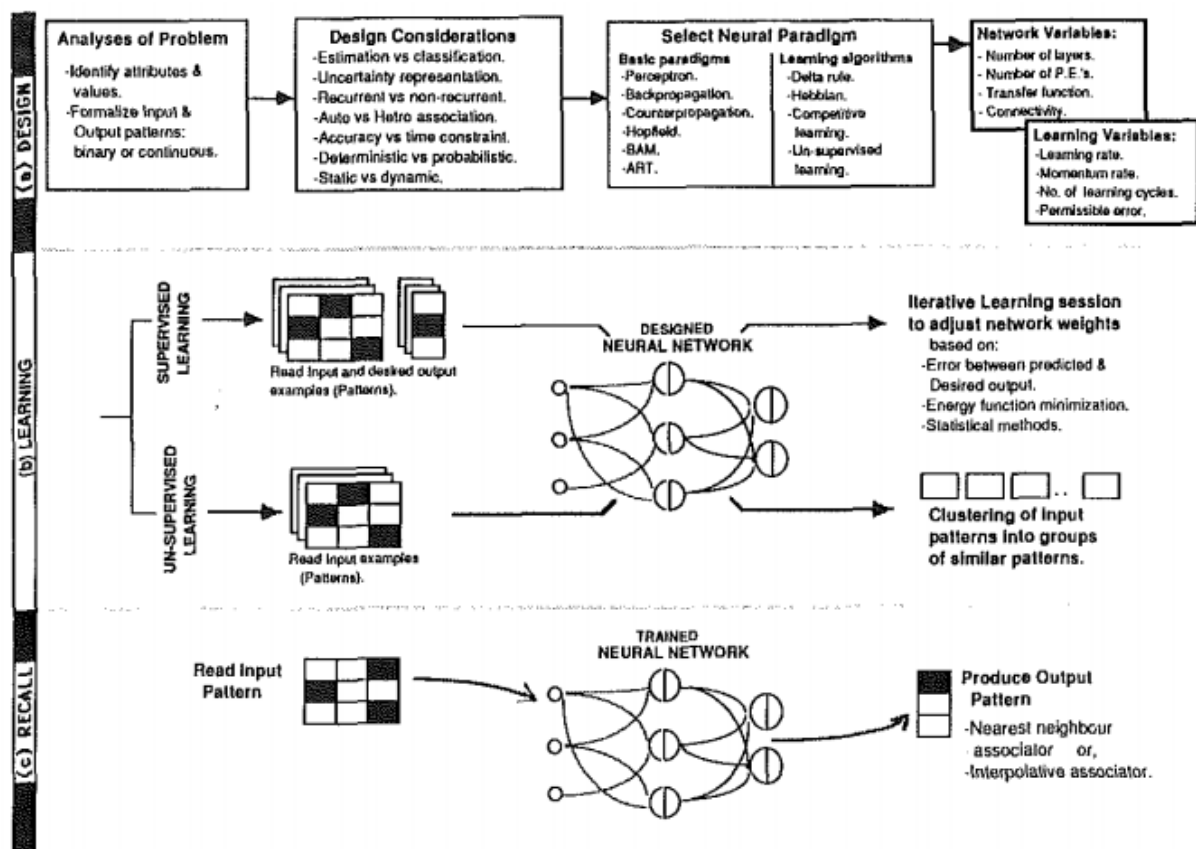 (a) DESIGN
Analyses of Problem
-Identify attributes &
values.
-Formalize Input &
Output patterns:
binary or continuous.
Design Considerations
-Estimation vs classification.
-Uncertainty representation.
-Recurrent vs non-recurrent.
-Auto vs Hetro association.
-Accuracy vs time constraint.
-Deterministic vs probabilistic.
-Static vs dynamic.
Select Neural Paradigm
Basic paradigms
-Perceptron.
-Backpropagation.
-Counterpropagation.
-Hopfield.
-BAM.
-ART.
Learning algorithms
-Delta rule.
-Hebbian.
-Competitive
learning.
-Un-supervised
learning.
Network Variables:
- Number of layers.
- Number of P.E.'s.
- Transfer function.
- Connectivity.
Learning Variables:
-Learning rate.
-Momentum rate.
-No. of learning cycles.
-Permissible error.
(b) LEARNING
SUPERVISED
LEARNING
Read Input and desired output
examples (Patterns).
DESIGNED
NEURAL NETWORK
Iterative Learning session
to adjust network weights
based on:
-Error between predicted &
Desired output.
-Energy function minimization.
-Statistical methods.
UN-SUPERVISED
LEARNING
Read Input examples
(Patterns).
Clustering of input
patterns into groups
of similar patterns.
(c) RECALL
Read Input
Pattern
TRAINED
NEURAL NETWORK
Produce Output
Pattern
-Nearest neighbour
associator or,
-Interpolative associator.